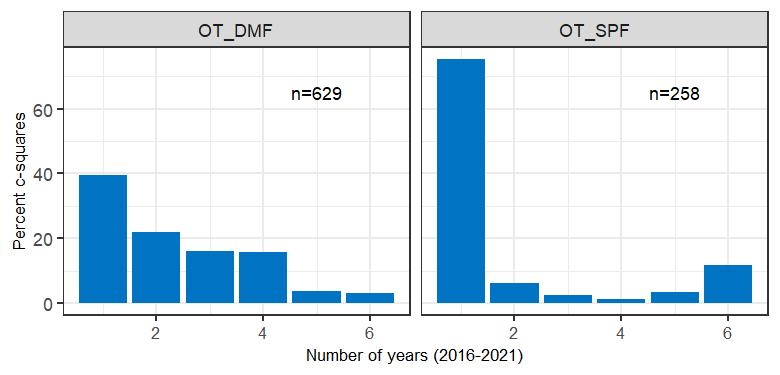 OT_DMF
OT_SPF
n=629
n=258
Percent c-squares
60
40
20
0
2
4
6
2
4
6
Number of years (2016-2021)